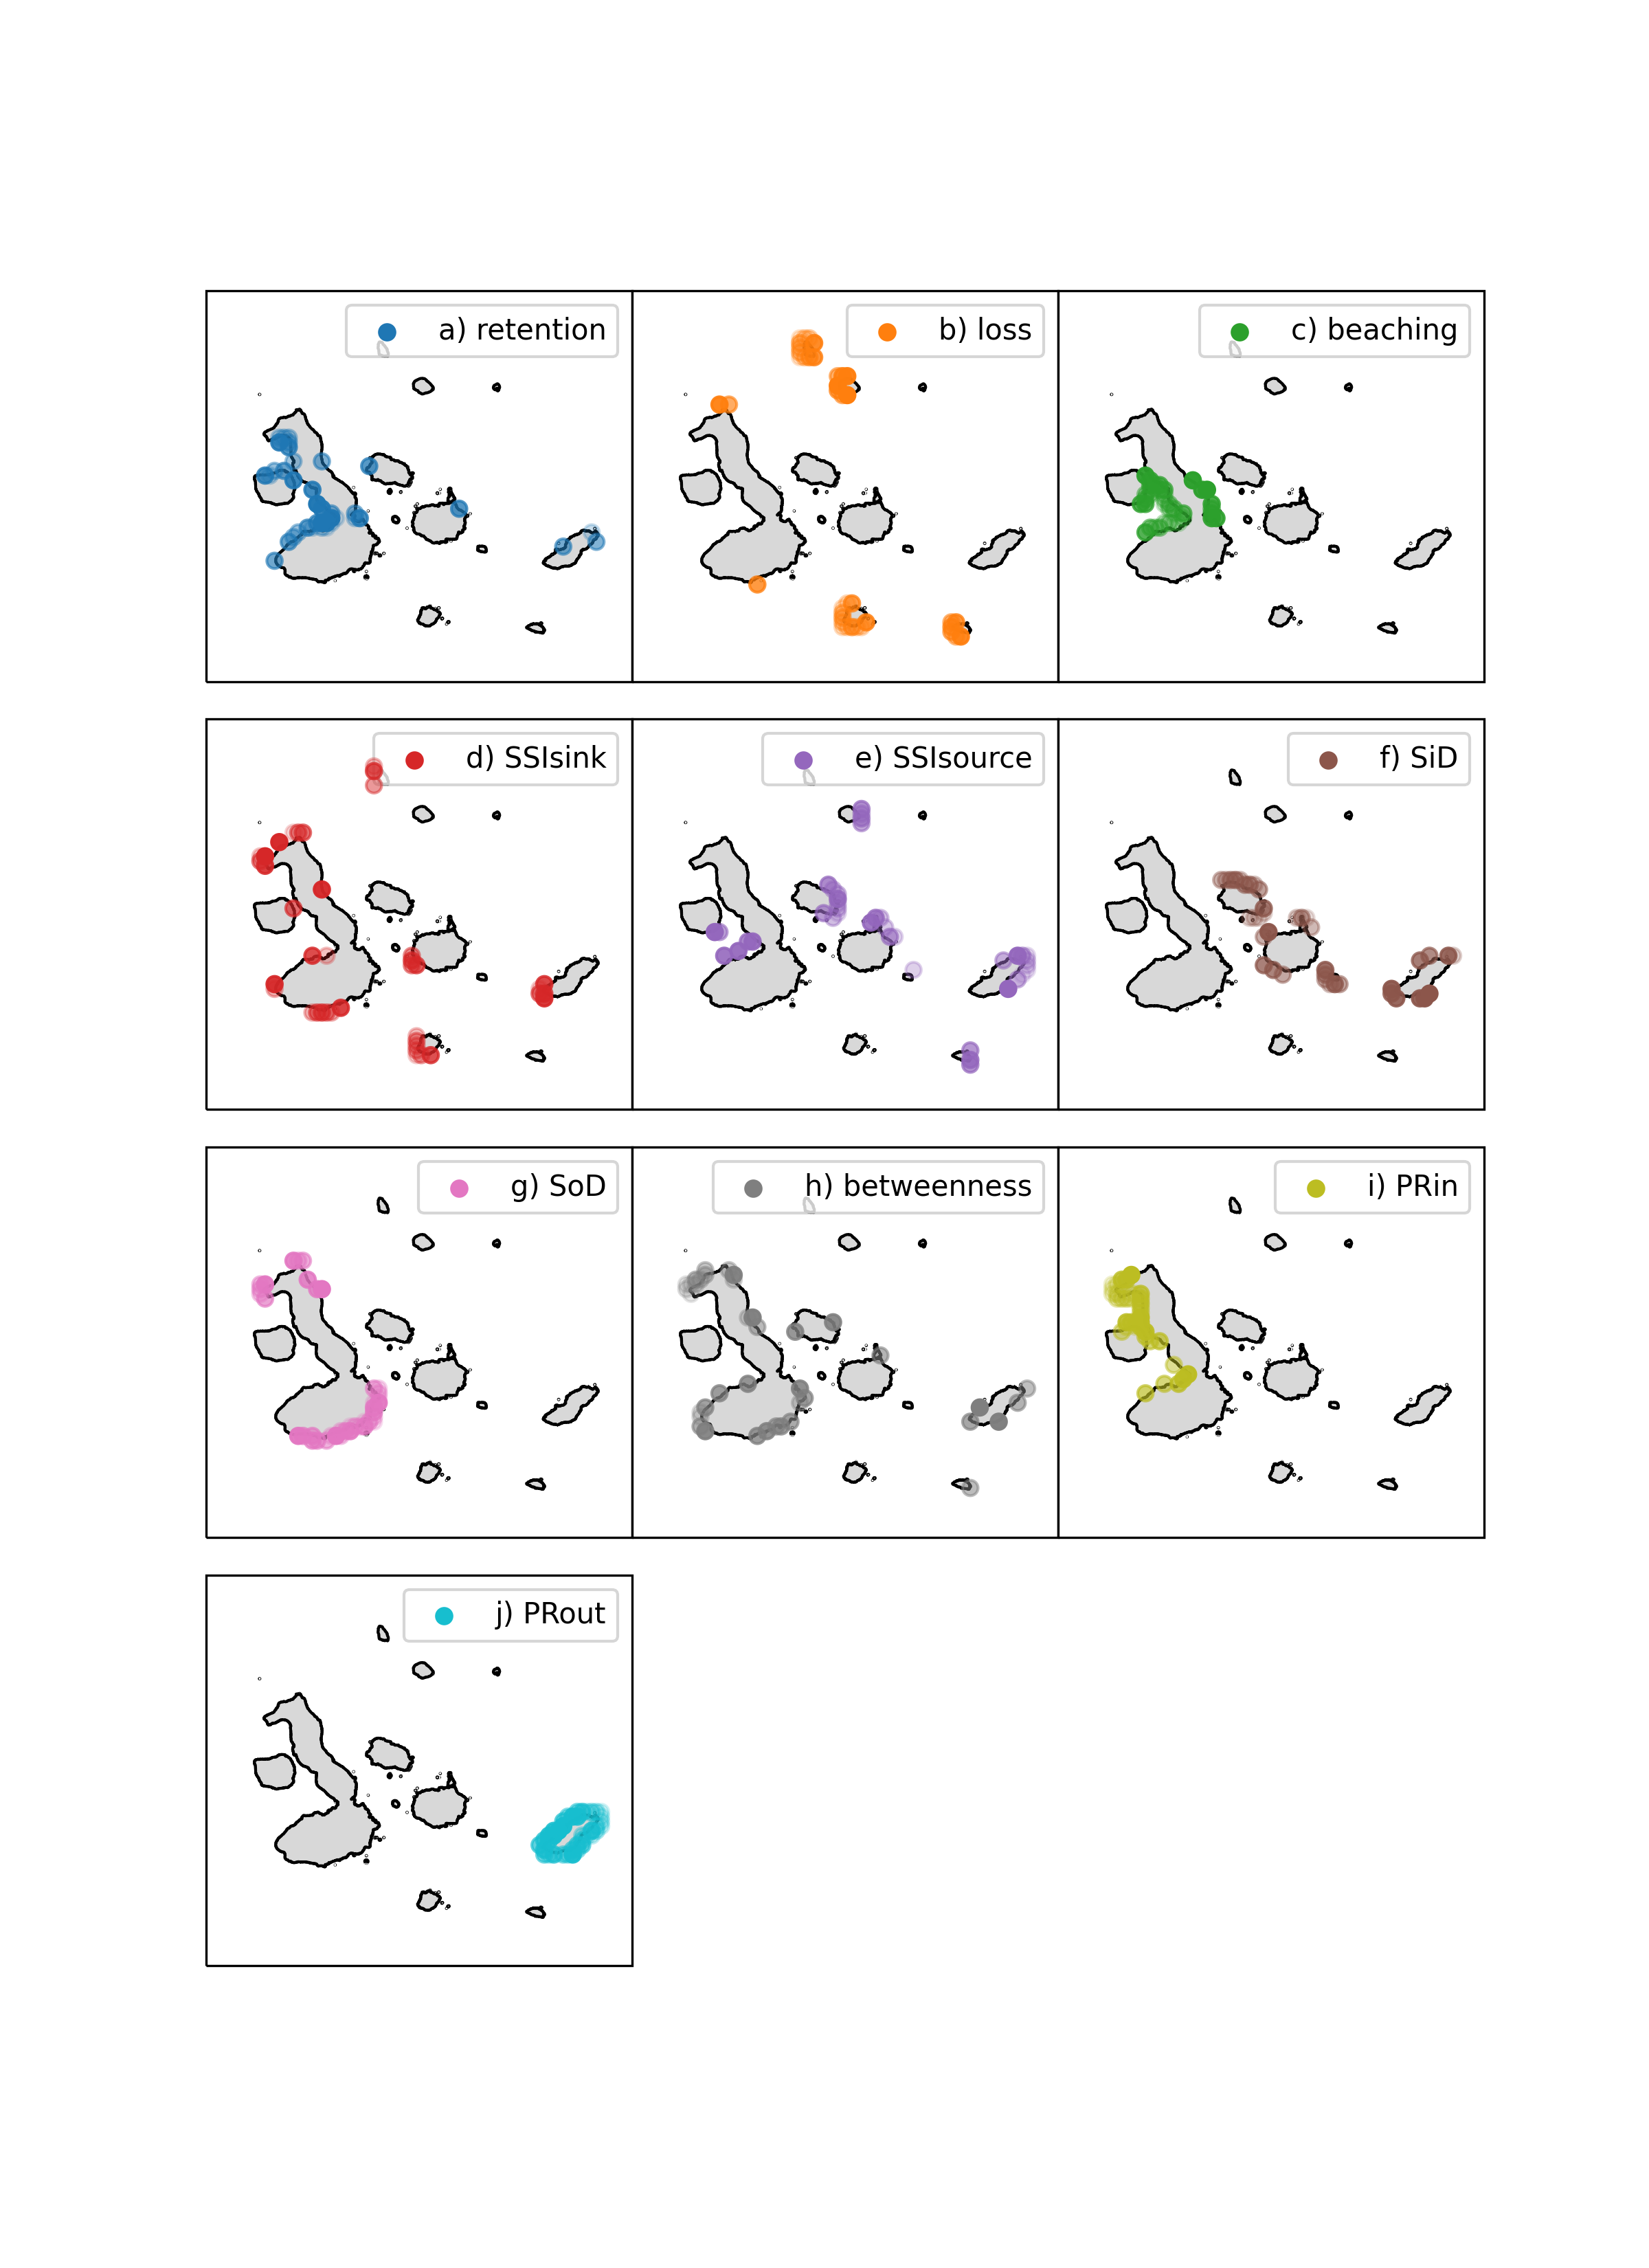 a) retention
b) loss
c) beaching
d) SSIsink
e) SSIsource
f) SiD
g) SoD
h) betweenness
i) PRin
j) PRout